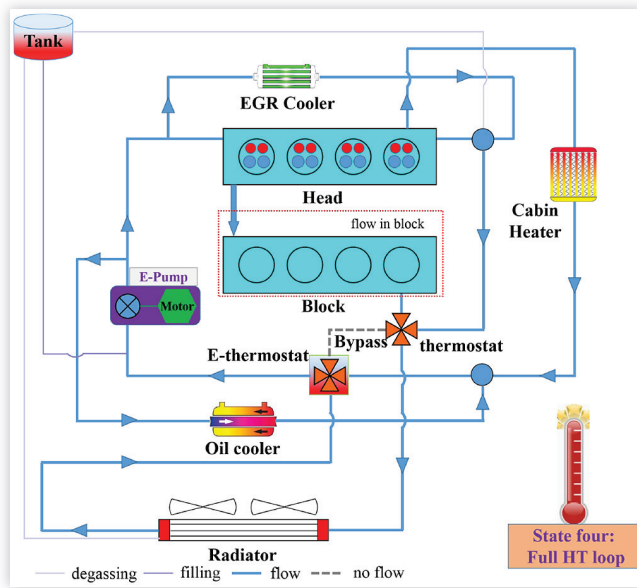 Tank
EGR Cooler
Head
Cabin
Heater
flow in block
E-Pump
Motor
Block
Bypass
thermostat
E-thermostat
Oil cooler
Radiator
State four:
Full HT loop
degassing
filling
flow
no flow